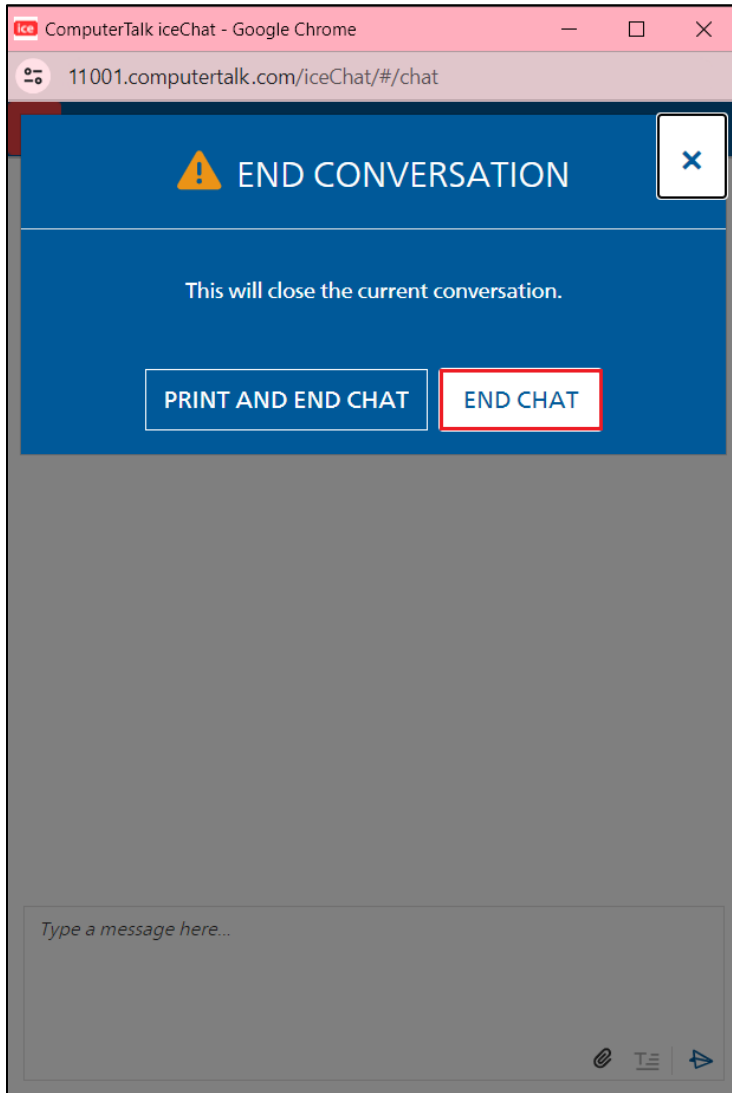 ice ComputerTalk iceChat - Google Chrome
11001.computertalk.com/iceChat/#/chat
END CONVERSATION
This will close the current conversation.
PRINT AND END CHAT END CHAT
Type a message here...